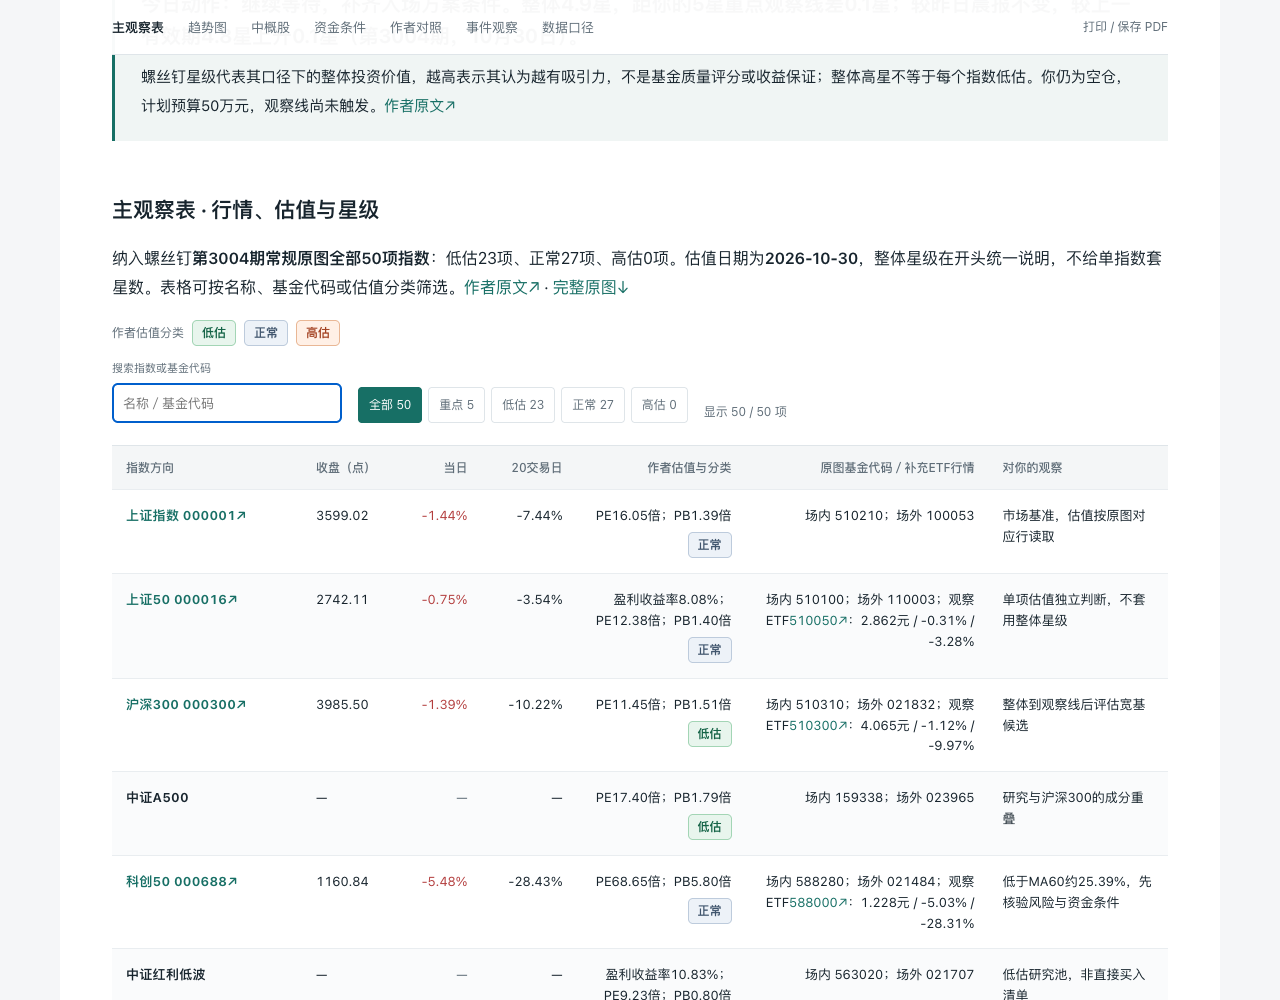 主观察表 趋势图 中概股 资金条件 作者对照 事件观察 数据口径 打印 / 保存 PDF
螺丝钉星级代表其口径下的整体投资价值，越高表示其认为越有吸引力，不是基金质量评分或收益保证；整体高星不等于每个指数低估。你仍为空仓，
计划预算50万元，观察线尚未触发。作者原文↗
主观察表 · 行情、估值与星级
纳入螺丝钉第3004期常规原图全部50项指数：低估23项、正常27项、高估0项。估值日期为2026-10-30，整体星级在开头统一说明，不给单指数套
星数。表格可按名称、基金代码或估值分类筛选。作者原文↗ · 完整原图↓
作者估值分类 低估 正常 高估
搜索指数或基金代码
名称 / 基金代码 全部 50 重点 5 低估 23 正常 27 高估 0 显示 50 / 50 项
指数方向 收盘（点） 当日 20交易日 作者估值与分类 原图基金代码 / 补充ETF行情 对你的观察
上证指数 000001↗ 3599.02 -1.44% -7.44% PE16.05倍；PB1.39倍 场内 510210；场外 100053 市场基准，估值按原图对
正常 应行读取
上证50 000016↗ 2742.11 -0.75% -3.54% 盈利收益率8.08%； 场内 510100；场外 110003；观察 单项估值独立判断，不套
PE12.38倍；PB1.40倍 ETF510050↗：2.862元 / -0.31% / 用整体星级
正常 -3.28%
沪深300 000300↗ 3985.50 -1.39% -10.22% PE11.45倍；PB1.51倍 场内 510310；场外 021832；观察 整体到观察线后评估宽基
低估 ETF510300↗：4.065元 / -1.12% / 候选
-9.97%
中证A500 — — — PE17.40倍；PB1.79倍 场内 159338；场外 023965 研究与沪深300的成分重
低估 叠
科创50 000688↗ 1160.84 -5.48% -28.43% PE68.65倍；PB5.80倍 场内 588280；场外 021484；观察 低于MA60约25.39%，先
正常 ETF588000↗：1.228元 / -5.03% / 核验风险与资金条件
-28.31%
中证红利低波 — — — 盈利收益率10.83%； 场内 563020；场外 021707 低估研究池，非直接买入
PE9.23倍；PB0.80倍 清单